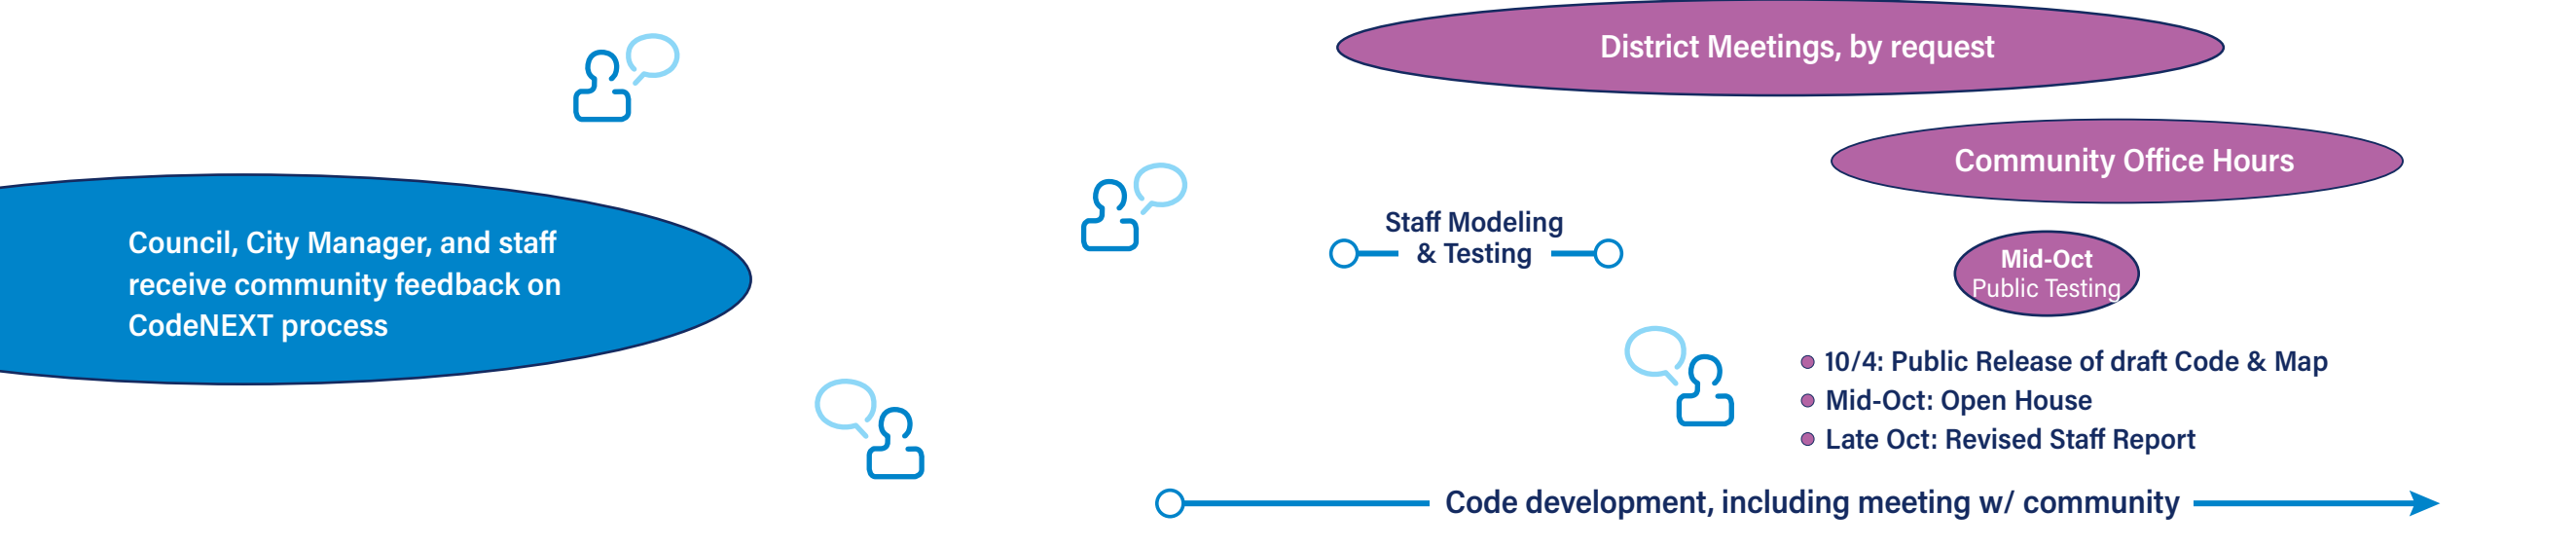 District Meetings, by request
Community Office Hours
Council, City Manager, and staff
receive community feedback on
CodeNEXT process
Staff Modeling
& Testing
Mid-Oct
Public Testing
10/4: Public Release of draft Code & Map
Mid-Oct: Open House
Late Oct: Revised Staff Report
Code development, including meeting w/ community